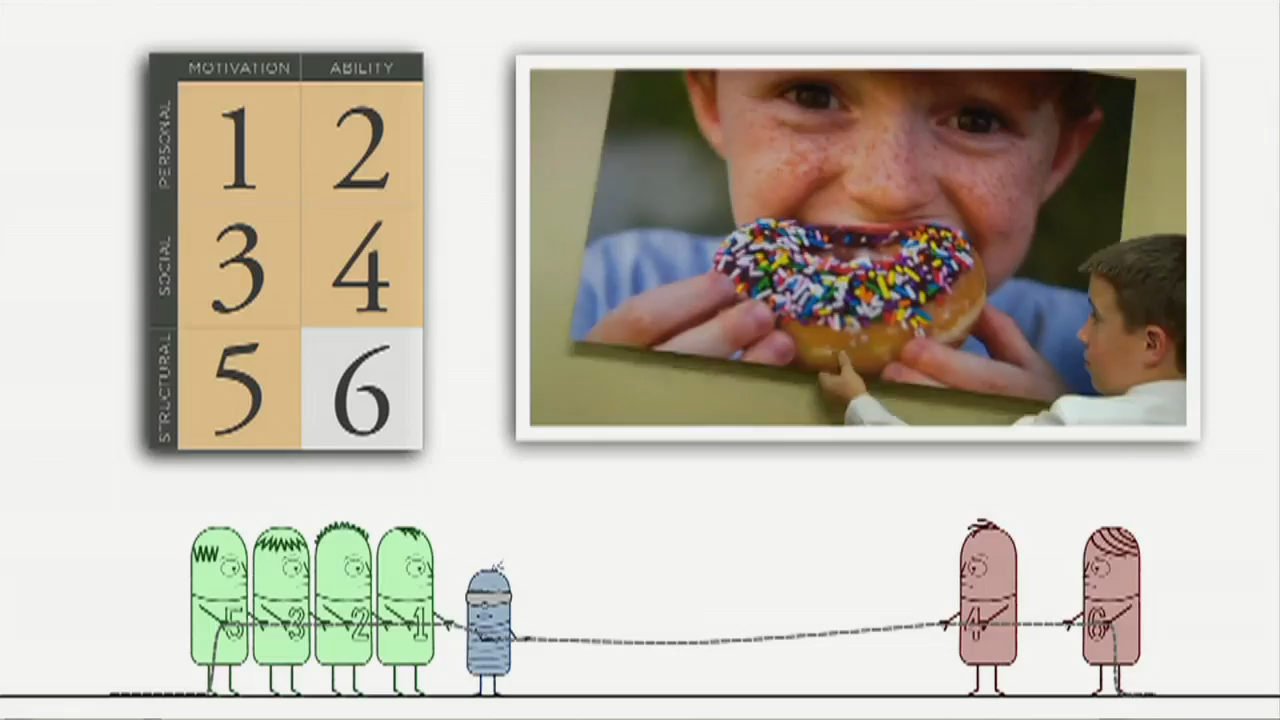 MOTIVATION ABILITY
PERSONAL
1 2
SOCIAL
3 4
STRUCTURAL
5 6
5 3 2 1 4 6